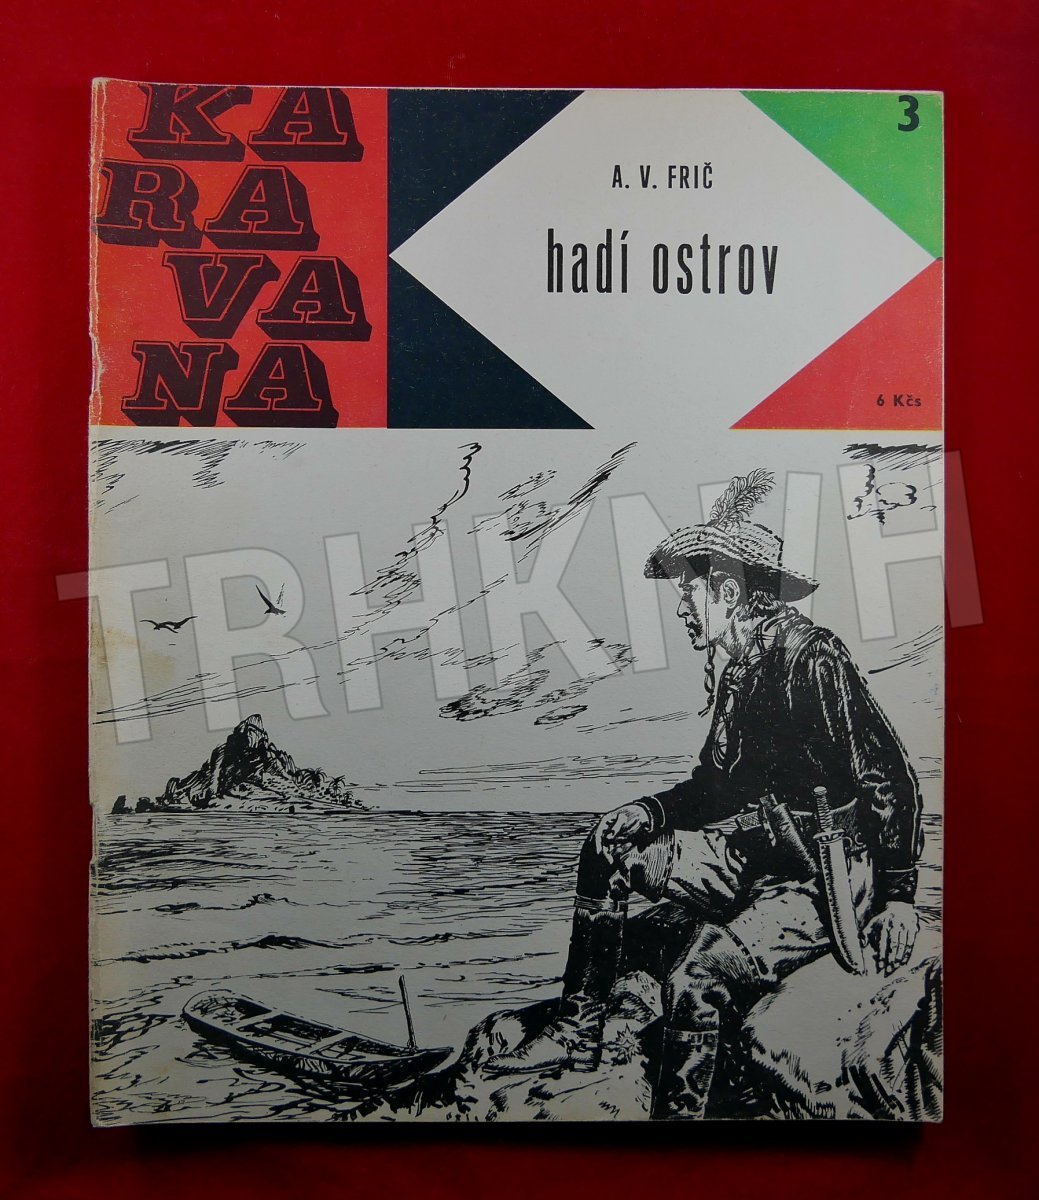 KA
RA
VA
NA
3
A. V. FRIČ
hadí ostrov
6 Kčs
TRHKNIH